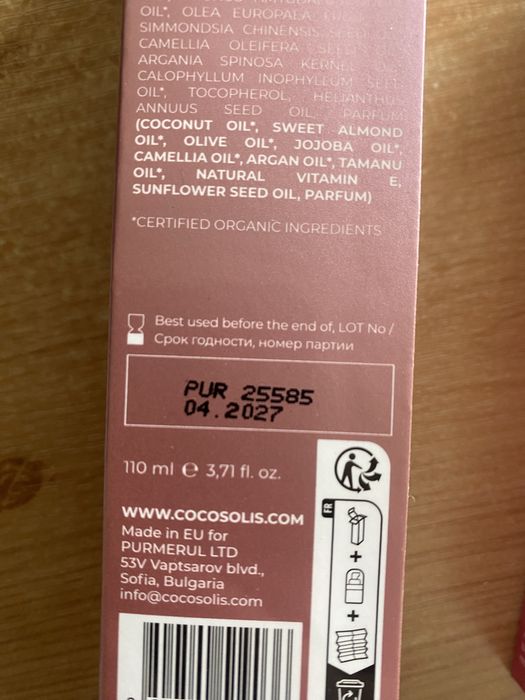 OIL*, OLEA EUROPAEA
SIMMONDSIA CHINENSIS SEED
CAMELLIA OLEIFERA SEED
ARGANIA SPINOSA KERNEL
CALOPHYLLUM INOPHYLLUM SEED
OIL*, TOCOPHEROL, HELIANTHUS
ANNUUS SEED OIL, PARFUM
(COCONUT OIL*, SWEET ALMOND
OIL*, OLIVE OIL*, JOJOBA OIL*,
CAMELLIA OIL*, ARGAN OIL*, TAMANU
OIL*, NATURAL VITAMIN E,
SUNFLOWER SEED OIL, PARFUM)
*CERTIFIED ORGANIC INGREDIENTS
Best used before the end of, LOT No /
Срок годности, номер партии
PUR 25585
04.2027
110 ml ℮ 3,71 fl. oz.
WWW.COCOSOLIS.COM
Made in EU for
PURMERUL LTD
53V Vaptsarov blvd.,
Sofia, Bulgaria
info@cocosolis.com
FR
+
+